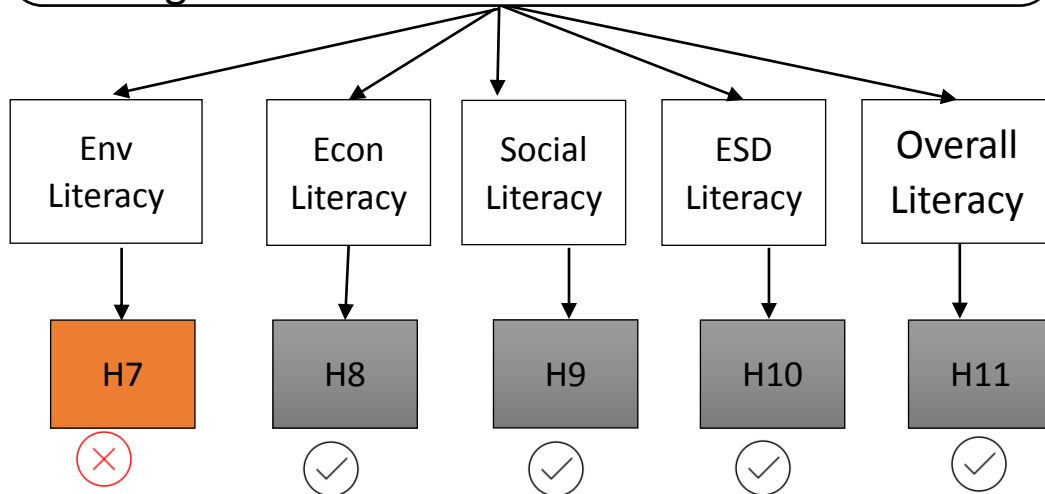 Env
Literacy
Econ
Literacy
Social
Literacy
ESD
Literacy
Overall
Literacy
H7
H8
H9
H10
H11